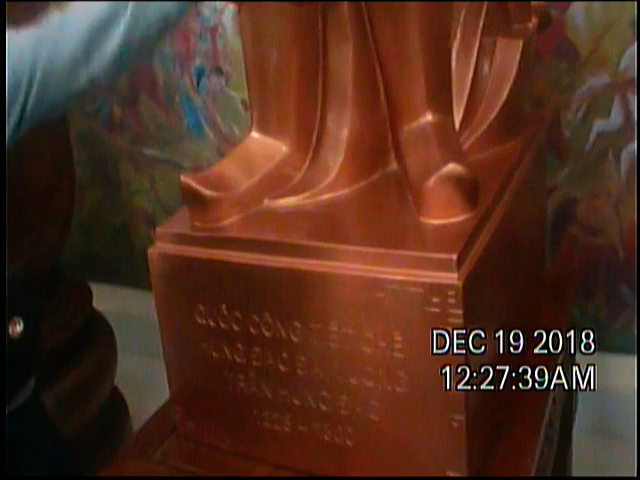 QUỐC CÔNG TIẾT CHẾ
HƯNG ĐẠO ĐẠI VƯƠNG
TRẦN HƯNG ĐẠO
DEC 19 2018
12:27:39AM